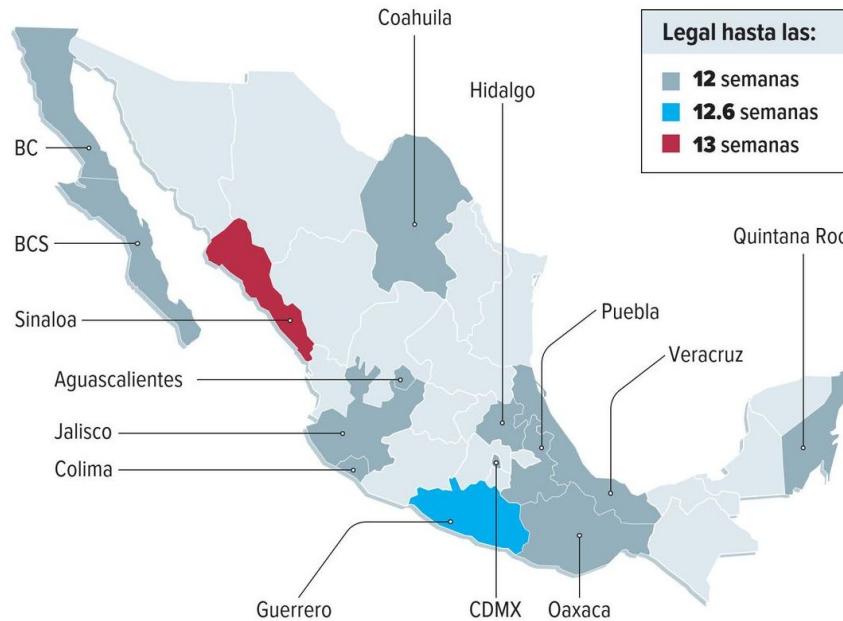 Coahuila
Legal hasta las:
12 semanas
12.6 semanas
13 semanas
Hidalgo
BC
BCS
Quintana Roo
Sinaloa
Puebla
Veracruz
Aguascalientes
Jalisco
Colima
Guerrero
CDMX
Oaxaca